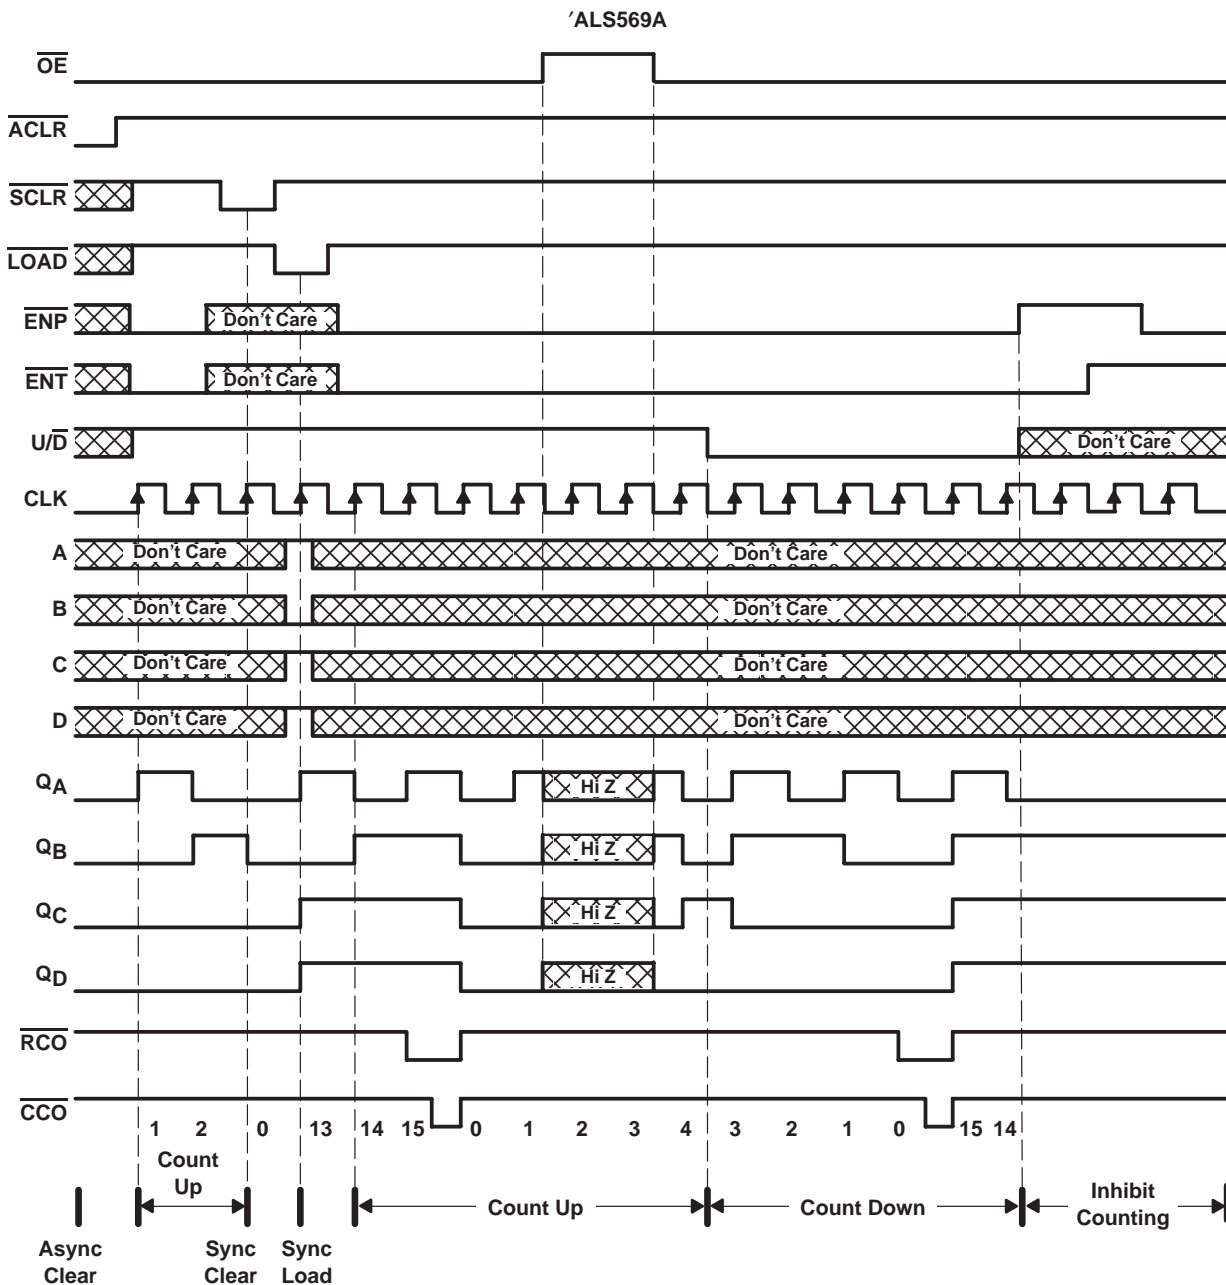 ′ALS569A
OE
ACLR
SCLR
LOAD
ENP Don't Care
ENT Don't Care
U/D Don't Care
CLK
A Don't Care Don't Care
B Don't Care Don't Care
C Don't Care Don't Care
D Don't Care Don't Care
QA Hi Z
QB Hi Z
QC Hi Z
QD Hi Z
RCO
CCO
1 2 0 13 14 15 0 1 2 3 4 3 2 1 0 15 14
Count
Up
Count Up
Count Down
Inhibit
Counting
Async
Clear
Sync
Clear
Sync
Load